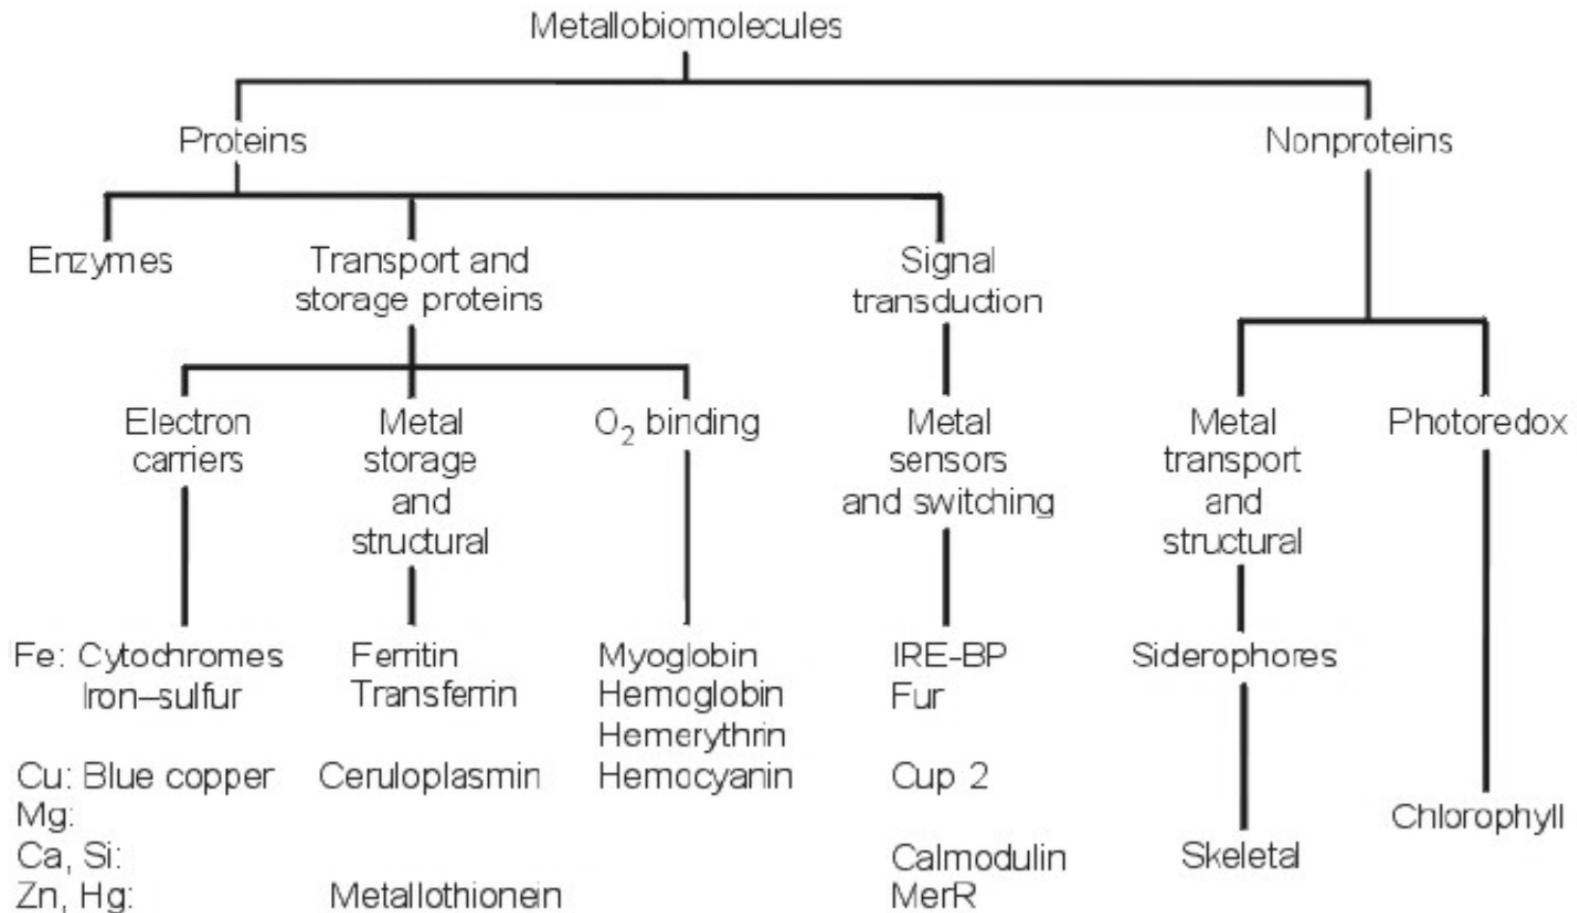 Metallobiomolecules
Proteins Nonproteins
Enzymes Transport and Signal
storage proteins transduction
Electron Metal O2 binding Metal Metal Photoredox
carriers storage sensors transport
and and switching and
structural structural
Fe: Cytochromes Ferritin Myoglobin IRE-BP Siderophores
Iron–sulfur Transferrin Hemoglobin Fur
Hemerythrin
Cu: Blue copper Ceruloplasmin Hemocyanin Cup 2
Mg: Chlorophyll
Ca, Si: Calmodulin Skeletal
Zn, Hg: Metallothionein MerR